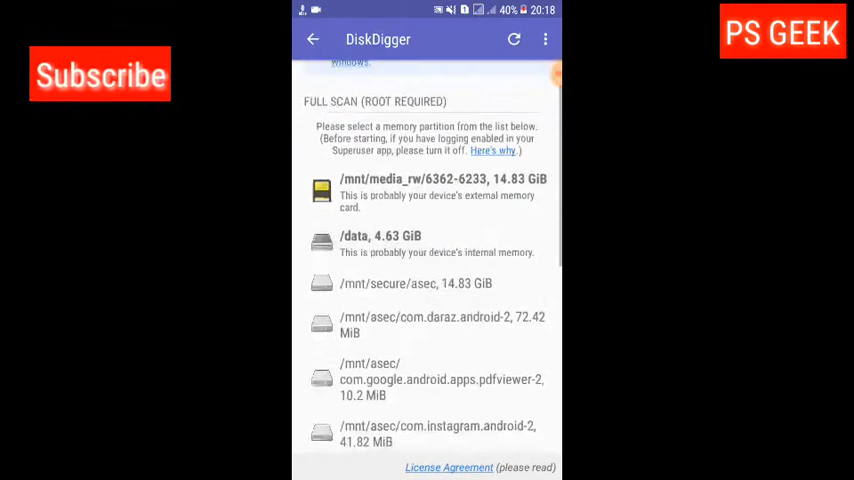 40% 20:18
DiskDigger
PS GEEK
Subscribe
Windows.
FULL SCAN (ROOT REQUIRED)
Please select a memory partition from the list below.
(Before starting, if you have logging enabled in your
Superuser app, please turn it off. Here's why.)
/mnt/media_rw/6362-6233, 14.83 GiB
This is probably your device's external memory
card.
/data, 4.63 GiB
This is probably your device's internal memory.
/mnt/secure/asec, 14.83 GiB
/mnt/asec/com.daraz.android-2, 72.42
MiB
/mnt/asec/
com.google.android.apps.pdfviewer-2,
10.2 MiB
/mnt/asec/com.instagram.android-2,
41.82 MiB
License Agreement (please read)